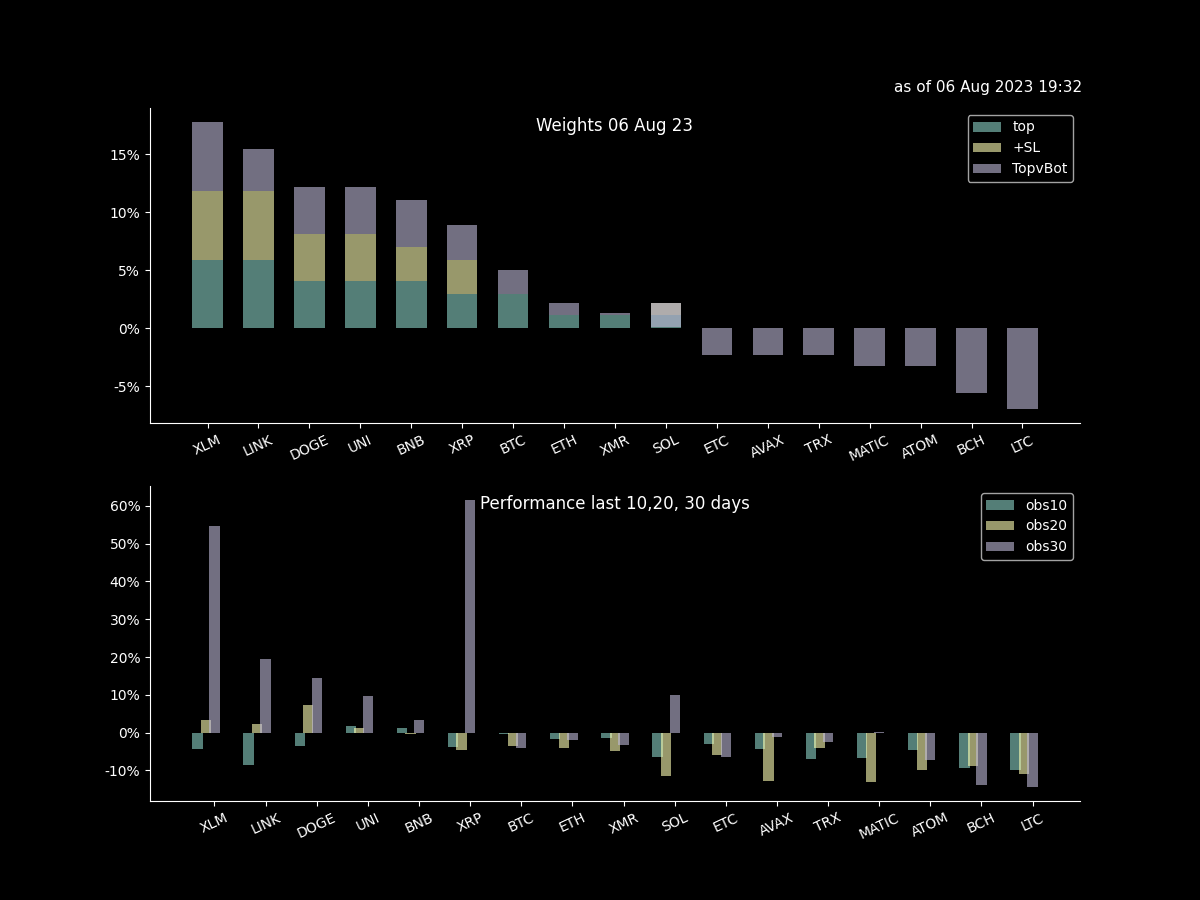 as of 06 Aug 2023 19:32
Weights 06 Aug 23
top
+SL
TopvBot
15%
10%
5%
0%
-5%
XLM LINK DOGE UNI BNB XRP BTC ETH XMR SOL ETC AVAX TRX MATIC ATOM BCH LTC
Performance last 10,20, 30 days
obs10
obs20
obs30
60%
50%
40%
30%
20%
10%
0%
-10%
XLM LINK DOGE UNI BNB XRP BTC ETH XMR SOL ETC AVAX TRX MATIC ATOM BCH LTC